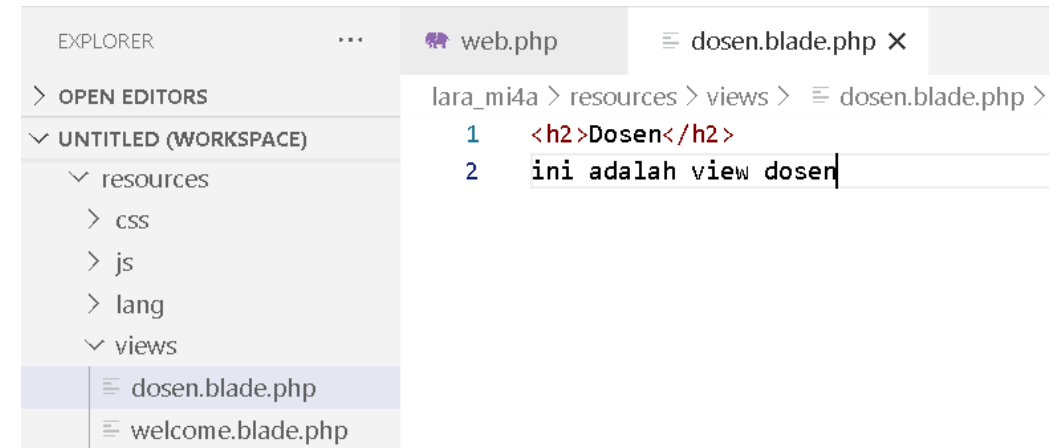 EXPLORER ...
OPEN EDITORS
UNTITLED (WORKSPACE)
resources
css
js
lang
views
dosen.blade.php
welcome.blade.php
web.php dosen.blade.php
lara_mi4a > resources > views > dosen.blade.php >
1 <h2>Dosen</h2>
2 ini adalah view dosen